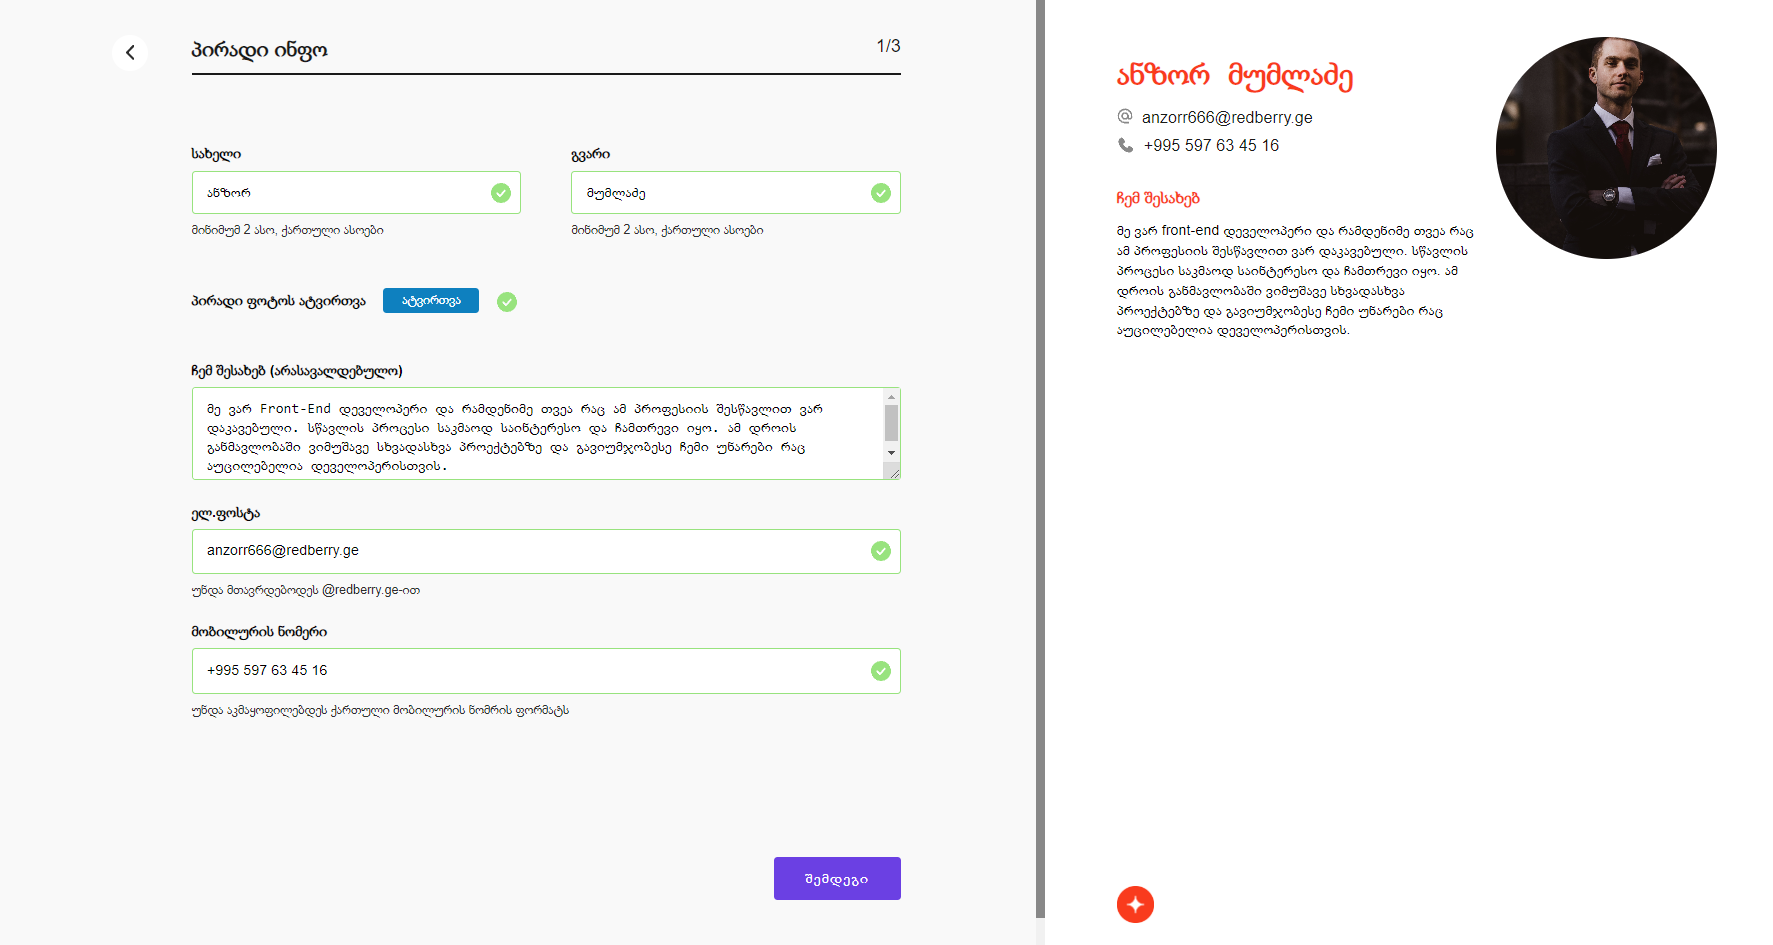 პირადი ინფო
1/3
სახელი
გვარი
ანზორ
მუმლაძე
მინიმუმ 2 ასო, ქართული ასოები
მინიმუმ 2 ასო, ქართული ასოები
პირადი ფოტოს ატვირთვა
ატვირთვა
ჩემ შესახებ (არასავალდებულო)
მე ვარ Front-End დეველოპერი და რამდენიმე თვეა რაც ამ პროფესიის შესწავლით ვარ
დაკავებული. სწავლის პროცესი საკმაოდ საინტერესო და ჩამთრევი იყო. ამ დროის
განმავლობაში ვიმუშავე სხვადასხვა პროექტებზე და გავიუმჯობესე ჩემი უნარები რაც
აუცილებელია დეველოპერისთვის.
ელ.ფოსტა
anzorr666@redberry.ge
უნდა მთავრდებოდეს @redberry.ge-ით
მობილურის ნომერი
+995 597 63 45 16
უნდა აკმაყოფილებდეს ქართული მობილურის ნომრის ფორმატს
შემდეგი
ანზორ მუმლაძე
anzorr666@redberry.ge
+995 597 63 45 16
ჩემ შესახებ
მე ვარ front-end დეველოპერი და რამდენიმე თვეა რაც
ამ პროფესიის შესწავლით ვარ დაკავებული. სწავლის
პროცესი საკმაოდ საინტერესო და ჩამთრევი იყო. ამ
დროის განმავლობაში ვიმუშავე სხვადასხვა
პროექტებზე და გავიუმჯობესე ჩემი უნარები რაც
აუცილებელია დეველოპერისთვის.